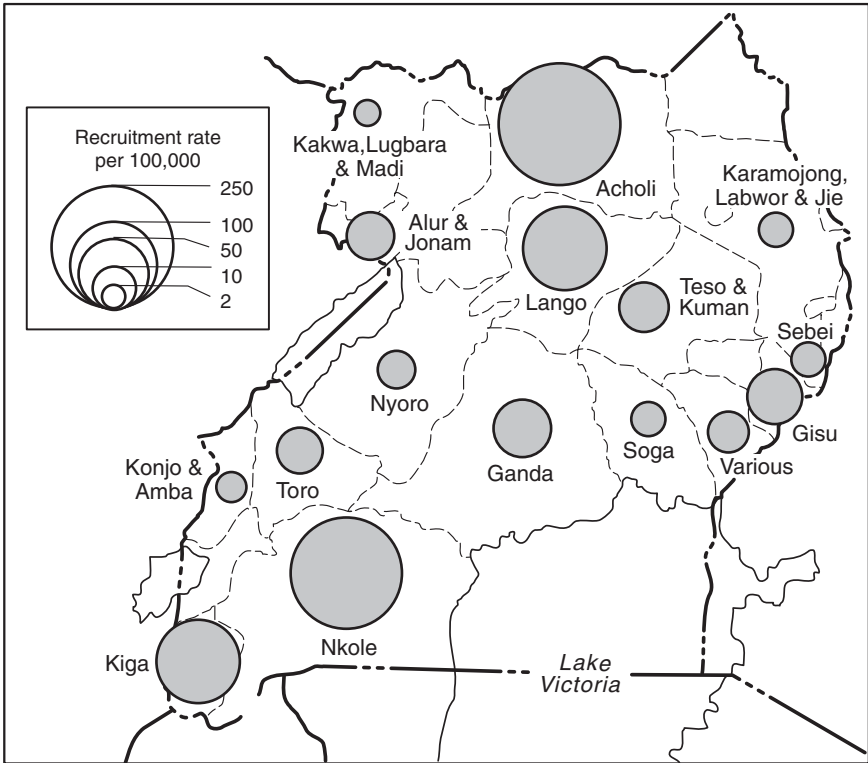 Recruitment rate
per 100,000
250
100
50
10
2
Kakwa,Lugbara
& Madi
Acholi
Karamojong,
Labwor & Jie
Alur &
Jonam
Lango
Teso &
Kuman
Sebei
Nyoro
Gisu
Soga
Various
Ganda
Konjo &
Amba
Toro
Nkole
Kiga
Lake
Victoria